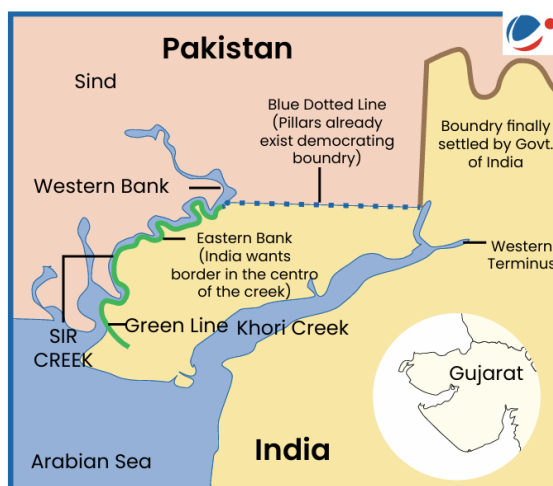 Pakistan
Sind
Blue Dotted Line
(Pillars already
exist democrating
boundry)
Boundry finally
settled by Govt.
of India
Western Bank
Eastern Bank
(India wants
border in the centro
of the creek)
Western
Terminus
SIR
CREEK
Green Line
Khori Creek
Gujarat
India
Arabian Sea